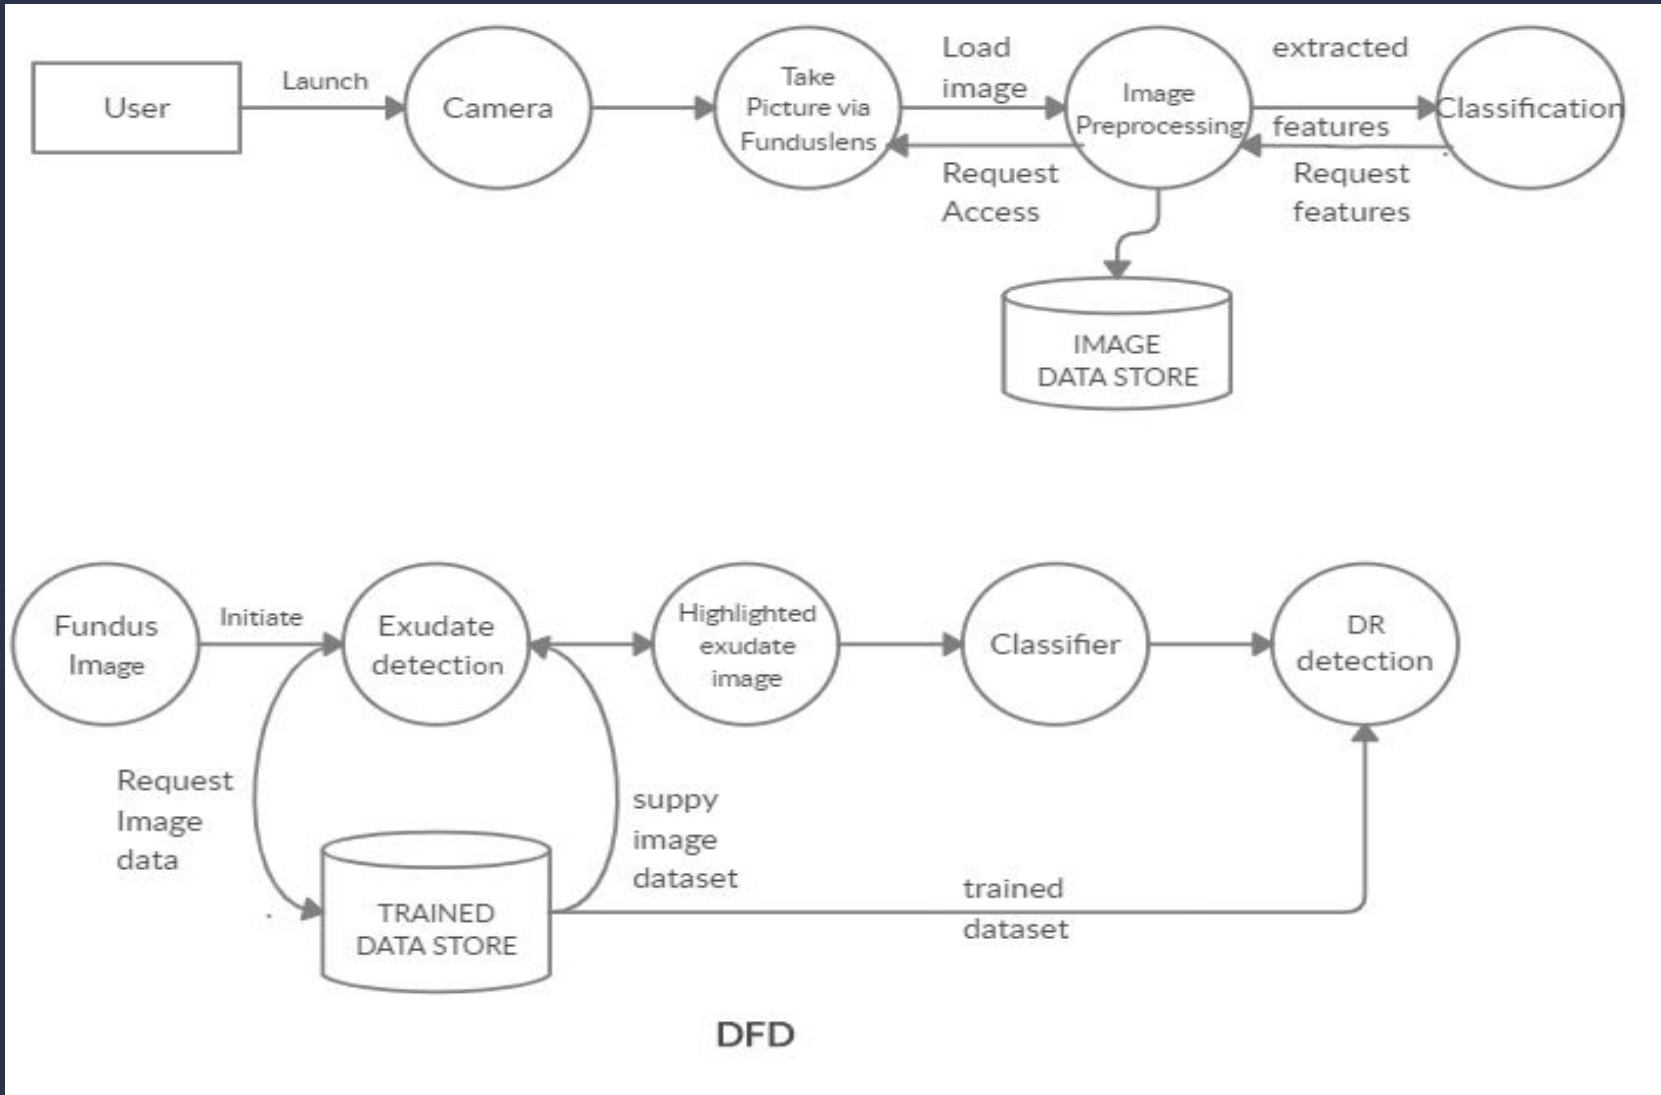 User
Launch
Camera
Take
Picture via
Funduslens
Load
image
Request
Access
Image
Preprocessing
extracted
features
Request
features
Classification
IMAGE
DATA STORE
Fundus
Image
Initiate
Exudate
detection
Highlighted
exudate
image
Classifier
DR
detection
Request
Image
data
suppy
image
dataset
TRAINED
DATA STORE
trained
dataset
DFD